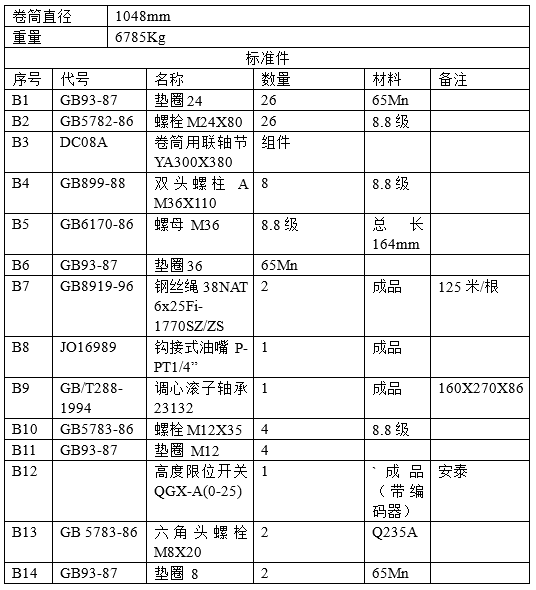 卷筒直径 1048mm
重量 6785Kg
标准件
序号 代号 名称 数量 材料 备注
B1 GB93-87 垫圈 24 26 65Mn
B2 GB5782-86 螺栓 M24X80 26 8.8 级
B3 DC08A 卷筒用联轴节 组件
YA300X380
B4 GB899-88 双头螺柱 A 8 8.8 级
M36X110
B5 GB6170-86 螺母 M36 8.8 级 总长
164mm
B6 GB93-87 垫圈 36 65Mn
B7 GB8919-96 钢丝绳 38NAT 2 成品 125 米/根
6x25Fi-
1770SZ/ZS
B8 JO16989 钩接式油嘴 P- 1 成品
PT1/4”
B9 GB/T288- 调心滚子轴承 1 成品 160X270X86
1994 23132
B10 GB5783-86 螺栓 M12X35 4 8.8 级
B11 GB93-87 垫圈 M12 4
B12 高度限位开关 1 `成品 安泰
QGX-A(0-25) （带编
码器）
B13 GB 5783-86 六角头螺栓 2 Q235A
M8X20
B14 GB93-87 垫圈 8 2 65Mn